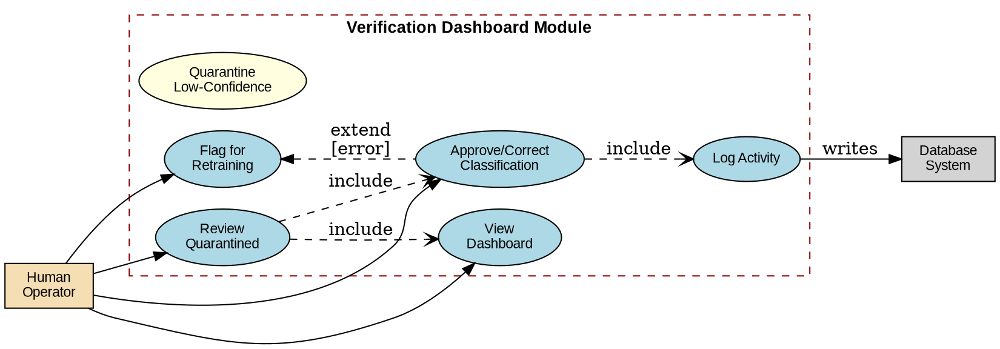 Verification Dashboard Module
Quarantine
Low-Confidence
Flag for
Retraining
extend
[error]
Approve/Correct
Classification
include
Log Activity
writes
Database
System
include
Review
Quarantined
include
View
Dashboard
Human
Operator